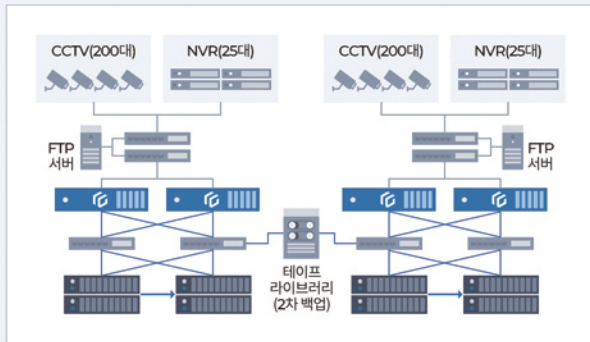 CCTV(200대)
NVR(25대)
CCTV(200대)
NVR(25대)
FTP
서버
FTP
서버
테이프
라이브러리
(2차 백업)